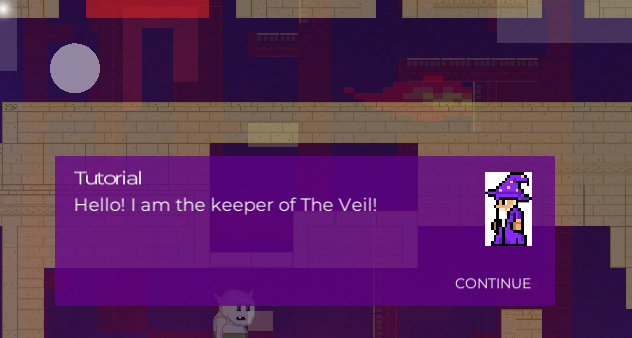 Tutorial
Hello! I am the keeper of The Veil!
CONTINUE